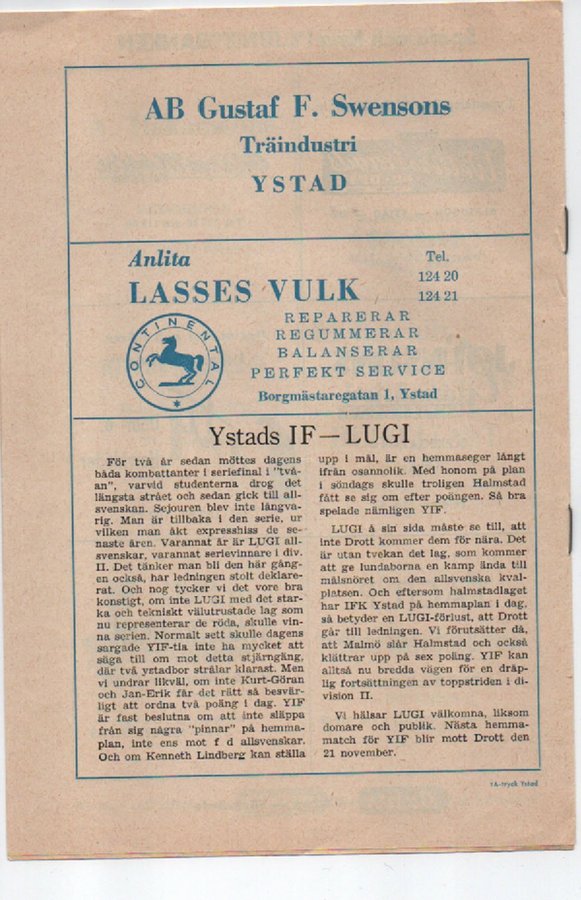 AB Gustaf F. Swensons
Träindustri
YSTAD
Anlita
LASSES VULK
Tel.
124 20
124 21
CONTINENTAL
REPARERAR
REGUMMERAR
BALANSERAR
PERFEKT SERVICE
Borgmästaregatan 1, Ystad
Ystads IF — LUGI
För två år sedan möttes dagens
båda kombattanter i seriefinal i "två-
an", varvid studenterna drog det
längsta strået och sedan gick till all-
svenskan. Sejouren blev inte långva-
rig. Man är tillbaka i den serie, ur
vilken man åkt expresshiss de se-
naste åren. Varannat år är LUGI all-
svenskar, varannat serievinnare i div.
II. Det tänker man bli den här gång-
en också, har ledningen stolt deklare-
rat. Och nog tycker vi det vore bra
konstigt, om inte LUGI med det star-
ka och tekniskt välutrustade lag som
nu representerar de röda, skulle vin-
na serien. Normalt sett skulle dagens
sargade YIF-tia inte ha mycket att
säga till om mot detta stjärngäng,
där två ystadbor strålar klarast. Men
vi undrar likväl, om inte Kurt-Göran
och Jan-Erik får det rätt så besvär-
ligt att ordna två poäng i dag. YIF
är fast beslutna om att inte släppa
från sig några "pinnar" på hemma-
plan, inte ens mot f d allsvenskar.
Och om Kenneth Lindberg kan ställa
upp i mål, är en hemmaseger långt
ifrån osannolik. Med honom på plan
i söndags skulle troligen Halmstad
fått se sig om efter poängen. Så bra
spelade nämligen YIF.
LUGI å sin sida måste se till, att
inte Drott kommer dem för nära. Det
är utan tvekan det lag, som kommer
att ge lundaborna en kamp ända till
målsnöret om den allsvenska kval-
platsen. Och eftersom halmstadlaget
har IFK Ystad på hemmaplan i dag,
så betyder en LUGI-förlust, att Drott
går till ledningen. Vi förutsätter då,
att Malmö slår Halmstad och också
klättrar upp på sex poäng. YIF kan
alltså nu bredda vägen för en dräp-
lig fortsättningen av toppstriden i di-
vision II.
Vi hälsar LUGI välkomna, liksom
domare och publik. Nästa hemma-
match för YIF blir mott Drott den
21 november.
YA-tryck Ystad